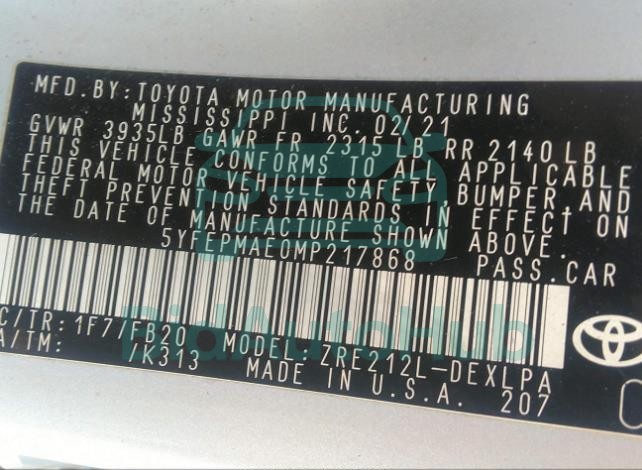 MFD.BY: TOYOTA MOTOR MANUFACTURING
MISSISSIPPI INC. 02/21
GVWR 3935LB GAWR FR 2315 LB RR 2140LB
THIS VEHICLE CONFORMS TO ALL APPLICABLE
FEDERAL MOTOR VEHICLE SAFETY, BUMPER, AND
THEFT PREVENTION STANDARDS IN EFFECT ON
THE DATE OF MANUFACTURE SHOWN ABOVE.
5YFEPMAE0MP217868 PASS.CAR
C/TR: 1F7/FB20 MODEL: ZRE212L-DEXLPA
A/TM: /K313 MADE IN U.S.A. 207
BidAutoHub